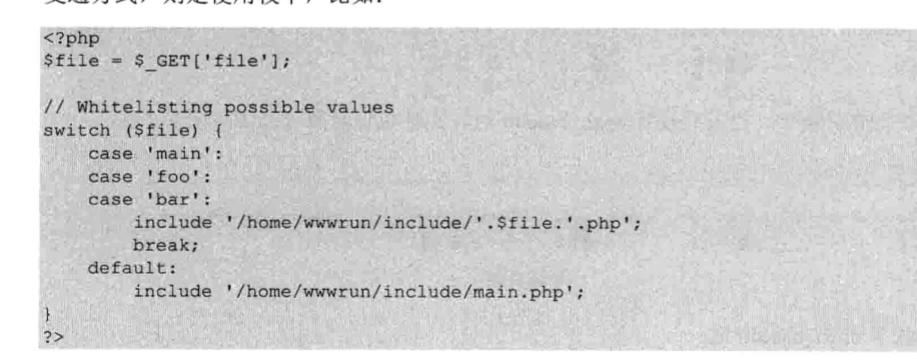 <?php
$file = $_GET['file'];
// Whitelisting possible values
switch ($file) {
case 'main':
case 'foo':
case 'bar':
include '/home/wwwrun/include/'.$file.'.php';
break;
default:
include '/home/wwwrun/include/main.php';
}
?>